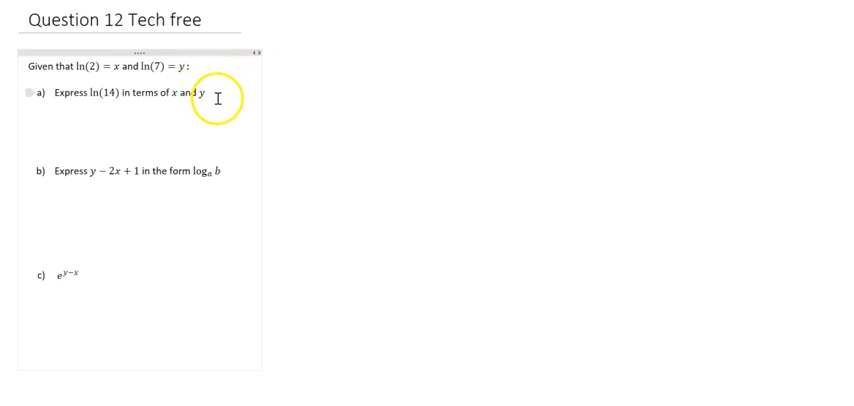 Question 12 Tech free
Given that ln(2) = x and ln(7) = y :
a) Express ln(14) in terms of x and y
b) Express y − 2x + 1 in the form logₐ b
c) e^{y−x}